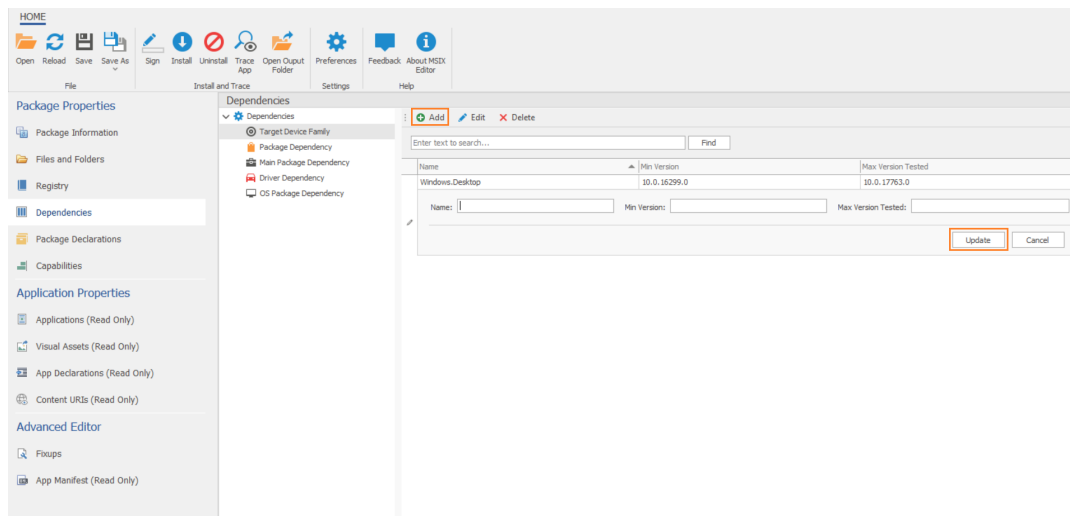 HOME
Open Reload Save Save As Sign Install Uninstall Trace App Open Ouput Folder Preferences Feedback About MSIX Editor
File Install and Trace Settings Help
Package Properties
Package Information
Files and Folders
Registry
Dependencies
Package Declarations
Capabilities
Application Properties
Applications (Read Only)
Visual Assets (Read Only)
App Declarations (Read Only)
Content URIs (Read Only)
Advanced Editor
Fixups
App Manifest (Read Only)
Dependencies
Dependencies
Target Device Family
Package Dependency
Main Package Dependency
Driver Dependency
OS Package Dependency
Add Edit Delete
Enter text to search... Find
Name Min Version Max Version Tested
Windows.Desktop 10.0.16299.0 10.0.17763.0
Name: Min Version: Max Version Tested:
Update Cancel